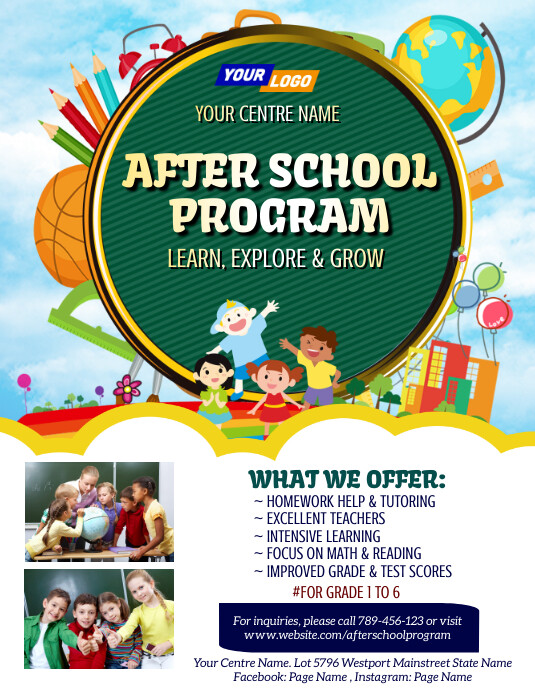 YOUR LOGO
YOUR CENTRE NAME
AFTER SCHOOL
PROGRAM
LEARN, EXPLORE & GROW
Love
WHAT WE OFFER:
~ HOMEWORK HELP & TUTORING
~ EXCELLENT TEACHERS
~ INTENSIVE LEARNING
~ FOCUS ON MATH & READING
~ IMPROVED GRADE & TEST SCORES
#FOR GRADE 1 TO 6
For inquiries, please call 789-456-123 or visit
www.website.com/afterschoolprogram
Your Centre Name. Lot 5796 Westport Mainstreet State Name
Facebook: Page Name , Instagram: Page Name